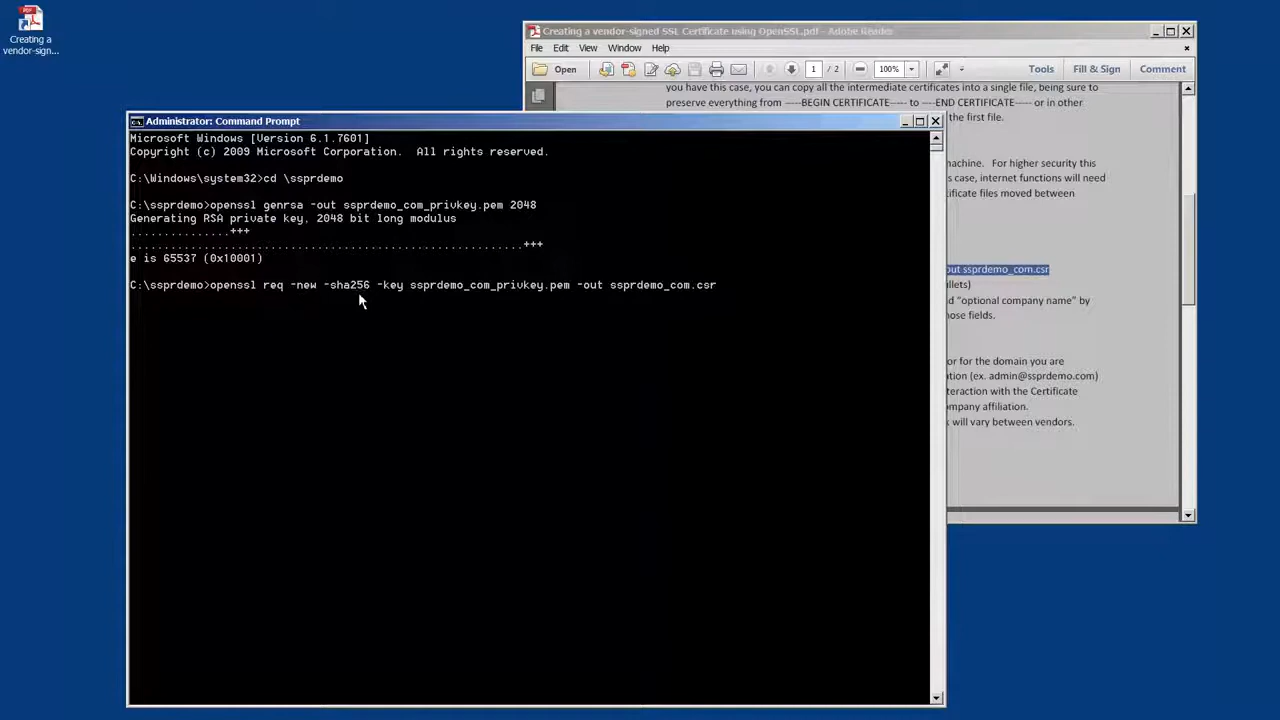 Creating a
vendor-sign...
Creating a vendor-signed SSL Certificate using OpenSSL.pdf - Adobe Reader
File Edit View Window Help
Open 1 / 2 100% Tools Fill & Sign Comment
you have this case, you can copy all the intermediate certificates into a single file, being sure to
preserve everything from -----BEGIN CERTIFICATE----- to ----END CERTIFICATE----- or in other
the first file.
machine. For higher security this
s case, internet functions will need
tificate files moved between
out ssprdemo_com.csr
llets)
d “optional company name” by
hose fields.
or for the domain you are
tion (ex. admin@ssprdemo.com)
teraction with the Certificate
mpany affiliation.
will vary between vendors.
Administrator: Command Prompt
Microsoft Windows [Version 6.1.7601]
Copyright (c) 2009 Microsoft Corporation. All rights reserved.
C:\Windows\system32>cd \ssprdemo
C:\ssprdemo>openssl genrsa -out ssprdemo_com_privkey.pem 2048
Generating RSA private key, 2048 bit long modulus
...............+++
...........................................................+++
e is 65537 (0x10001)
C:\ssprdemo>openssl req -new -sha256 -key ssprdemo_com_privkey.pem -out ssprdemo_com.csr